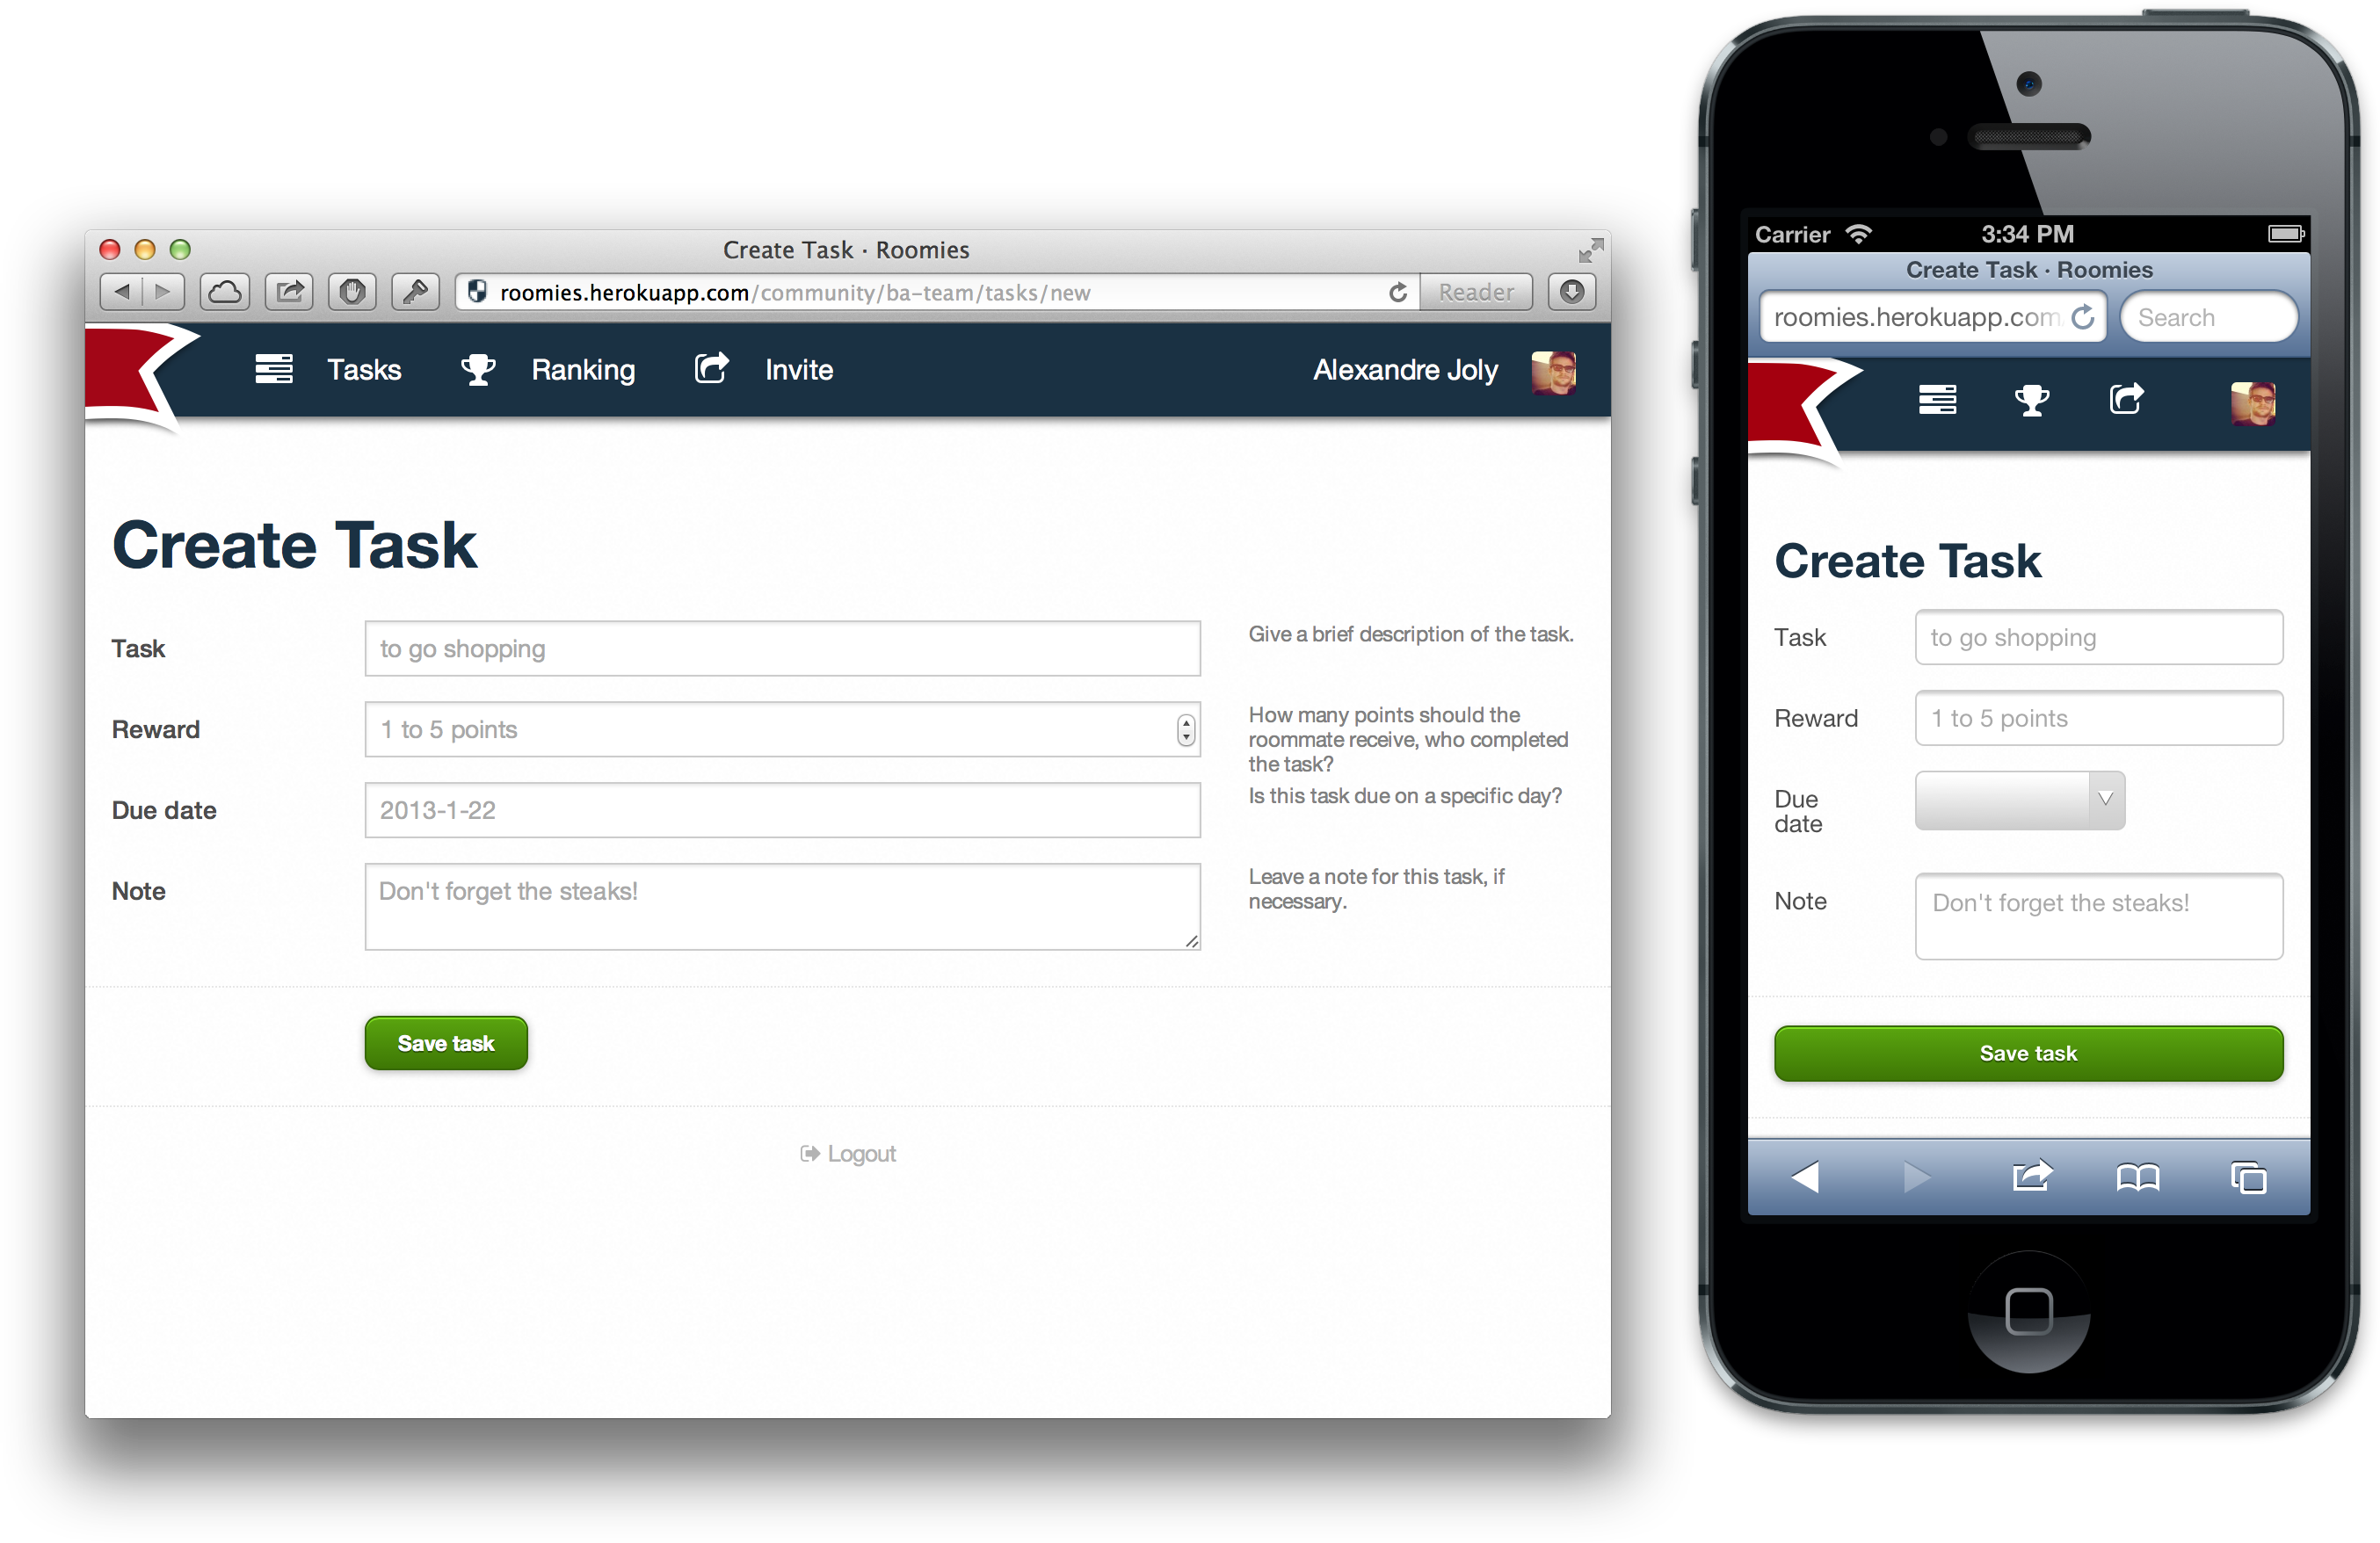 Create Task · Roomies
roomies.herokuapp.com/community/ba-team/tasks/new
Reader
Tasks
Ranking
Invite
Alexandre Joly
Create Task
Task
to go shopping
Give a brief description of the task.
Reward
1 to 5 points
How many points should the
roommate receive, who completed
the task?
Due date
2013-1-22
Is this task due on a specific day?
Note
Don't forget the steaks!
Leave a note for this task, if
necessary.
Save task
Logout
Carrier
3:34 PM
Create Task · Roomies
roomies.herokuapp.com
Search
Create Task
Task
to go shopping
Reward
1 to 5 points
Due
date
Note
Don't forget the steaks!
Save task